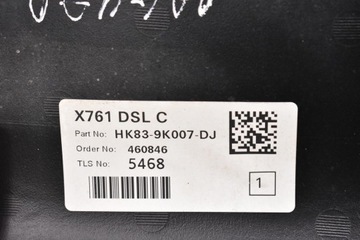 X761 DSL C
Part No: HK83-9K007-DJ
Order No: 460846
TLS No: 5468
1